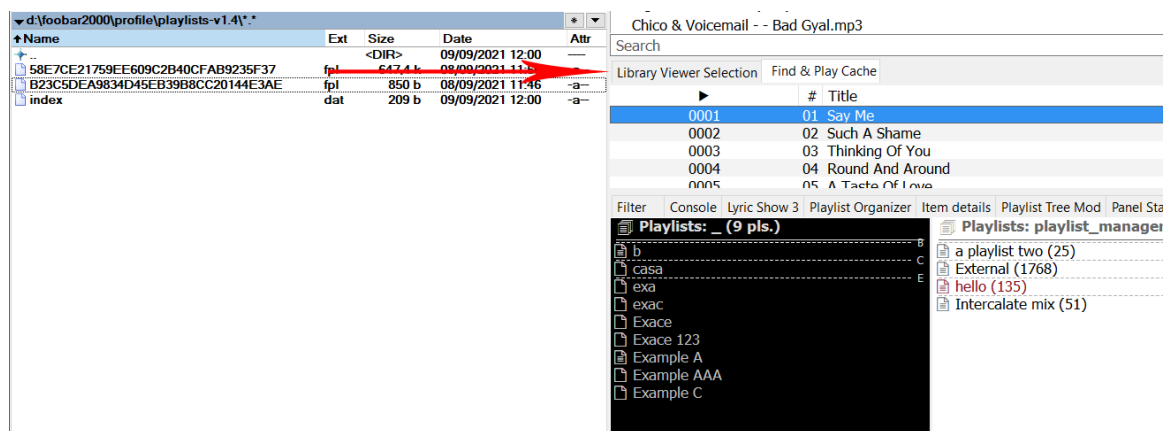 d:\foobar2000\profile\playlists-v1.4\*.*
* ▼
Name Ext Size Date Attr
.. <DIR> 09/09/2021 12:00 ----
58E7CE21759EE609C2B40CFAB9235F37 fpl 647,4 k 08/09/2021 -a--
B23C5DEA9834D45EB39B8CC20144E3AE fpl 850 b 08/09/2021 11:46 -a--
index dat 209 b 09/09/2021 12:00 -a--
Chico & Voicemail - - Bad Gyal.mp3
Search
Library Viewer Selection Find & Play Cache
# Title
0001 01 Say Me
0002 02 Such A Shame
0003 03 Thinking Of You
0004 04 Round And Around
0005 05 A Taste Of Love
Filter Console Lyric Show 3 Playlist Organizer Item details Playlist Tree Mod Panel Sta
Playlists: _ (9 pls.)
B
b
C
casa
E
exa
exac
Exace
Exace 123
Example A
Example AAA
Example C
Playlists: playlist_manager
a playlist two (25)
External (1768)
hello (135)
Intercalate mix (51)